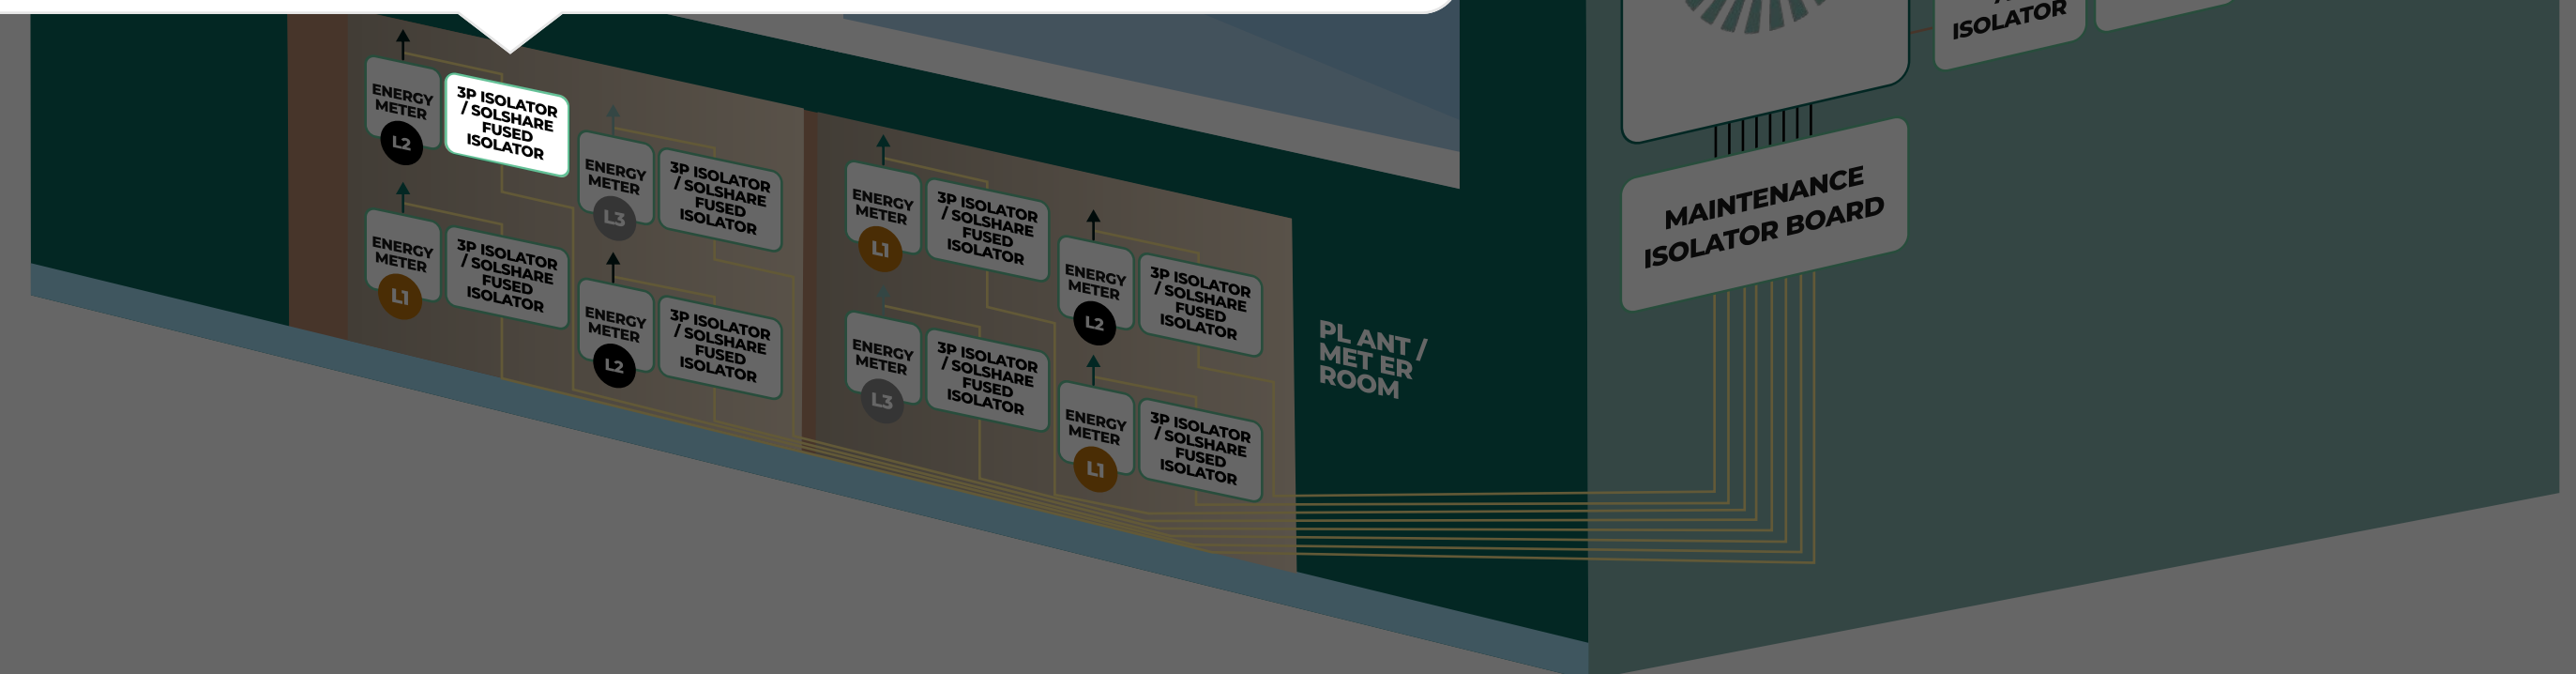 ISOLATOR
ENERGY
METER
L2
3P ISOLATOR
/ SOLSHARE
FUSED
ISOLATOR
ENERGY
METER
L3
3P ISOLATOR
/ SOLSHARE
FUSED
ISOLATOR
ENERGY
METER
L1
3P ISOLATOR
/ SOLSHARE
FUSED
ISOLATOR
ENERGY
METER
L2
3P ISOLATOR
/ SOLSHARE
FUSED
ISOLATOR
ENERGY
METER
L1
3P ISOLATOR
/ SOLSHARE
FUSED
ISOLATOR
ENERGY
METER
L2
3P ISOLATOR
/ SOLSHARE
FUSED
ISOLATOR
ENERGY
METER
L3
3P ISOLATOR
/ SOLSHARE
FUSED
ISOLATOR
ENERGY
METER
L1
3P ISOLATOR
/ SOLSHARE
FUSED
ISOLATOR
PL ANT /
MET ER
ROOM
MAINTENANCE
ISOLATOR BOARD